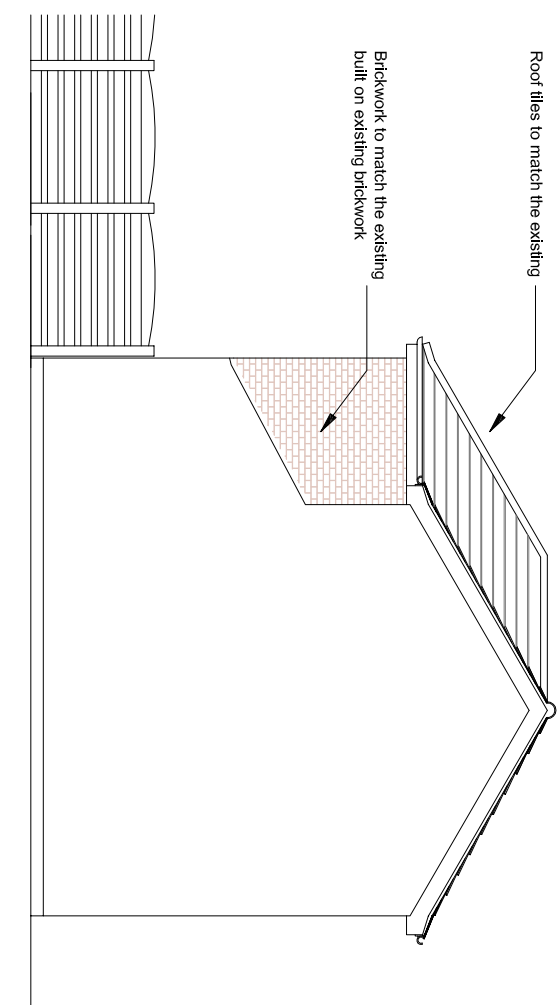 Roof tiles to match the existing
Brickwork to match the existing
built on existing brickwork